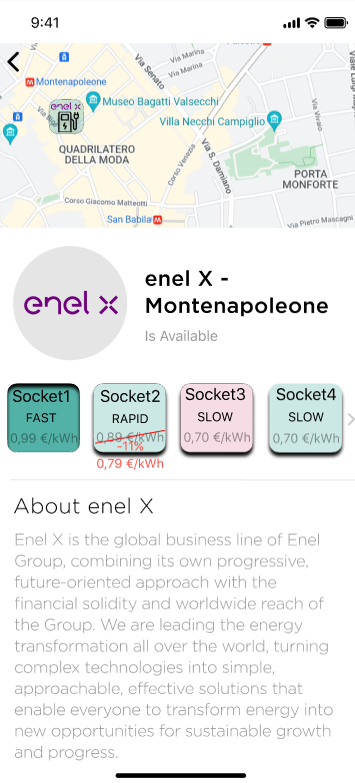 9:41
Via Senato
Via Marina
Via Marina
Viale Luigi
Montenapoleone
enel x
Museo Bagatti Valsecchi
Villa Necchi Campiglio
Via Vivaio
QUADRILATERO
DELLA MODA
Corso Venezia
Via S. Damiano
PORTA
MONFORTE
Corso Giacomo Matteotti
San Babila
Via Pietro Mascagni
enel x
enel X -
Montenapoleone
Is Available
Socket1
FAST
0,99 €/kWh
Socket2
RAPID
0,89 €/kWh
-11%
0,79 €/kWh
Socket3
SLOW
0,70 €/kWh
Socket4
SLOW
0,70 €/kWh
About enel X
Enel X is the global business line of Enel
Group, combining its own progressive,
future-oriented approach with the
financial solidity and worldwide reach of
the Group. We are leading the energy
transformation all over the world, turning
complex technologies into simple,
approachable, effective solutions that
enable everyone to transform energy into
new opportunities for sustainable growth
and progress.